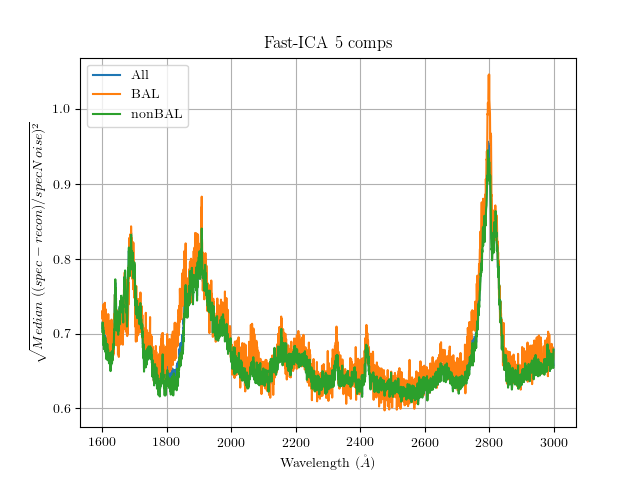 Fast-ICA 5 comps
All
BAL
nonBAL
√Median ((spec − recon)/specNoise)²
1.0
0.9
0.8
0.7
0.6
1600 1800 2000 2200 2400 2600 2800 3000
Wavelength (Å)